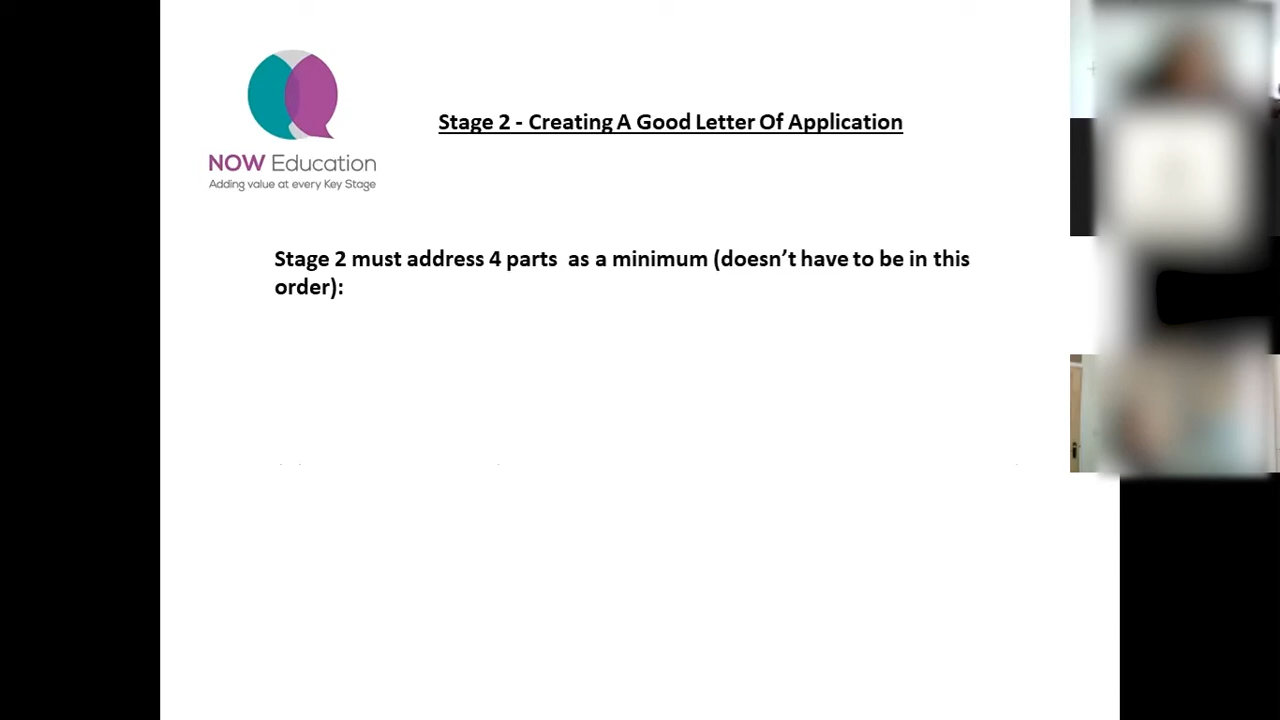 NOW Education
Adding value at every Key Stage
Stage 2 - Creating A Good Letter Of Application
Stage 2 must address 4 parts  as a minimum (doesn’t have to be in this
order):